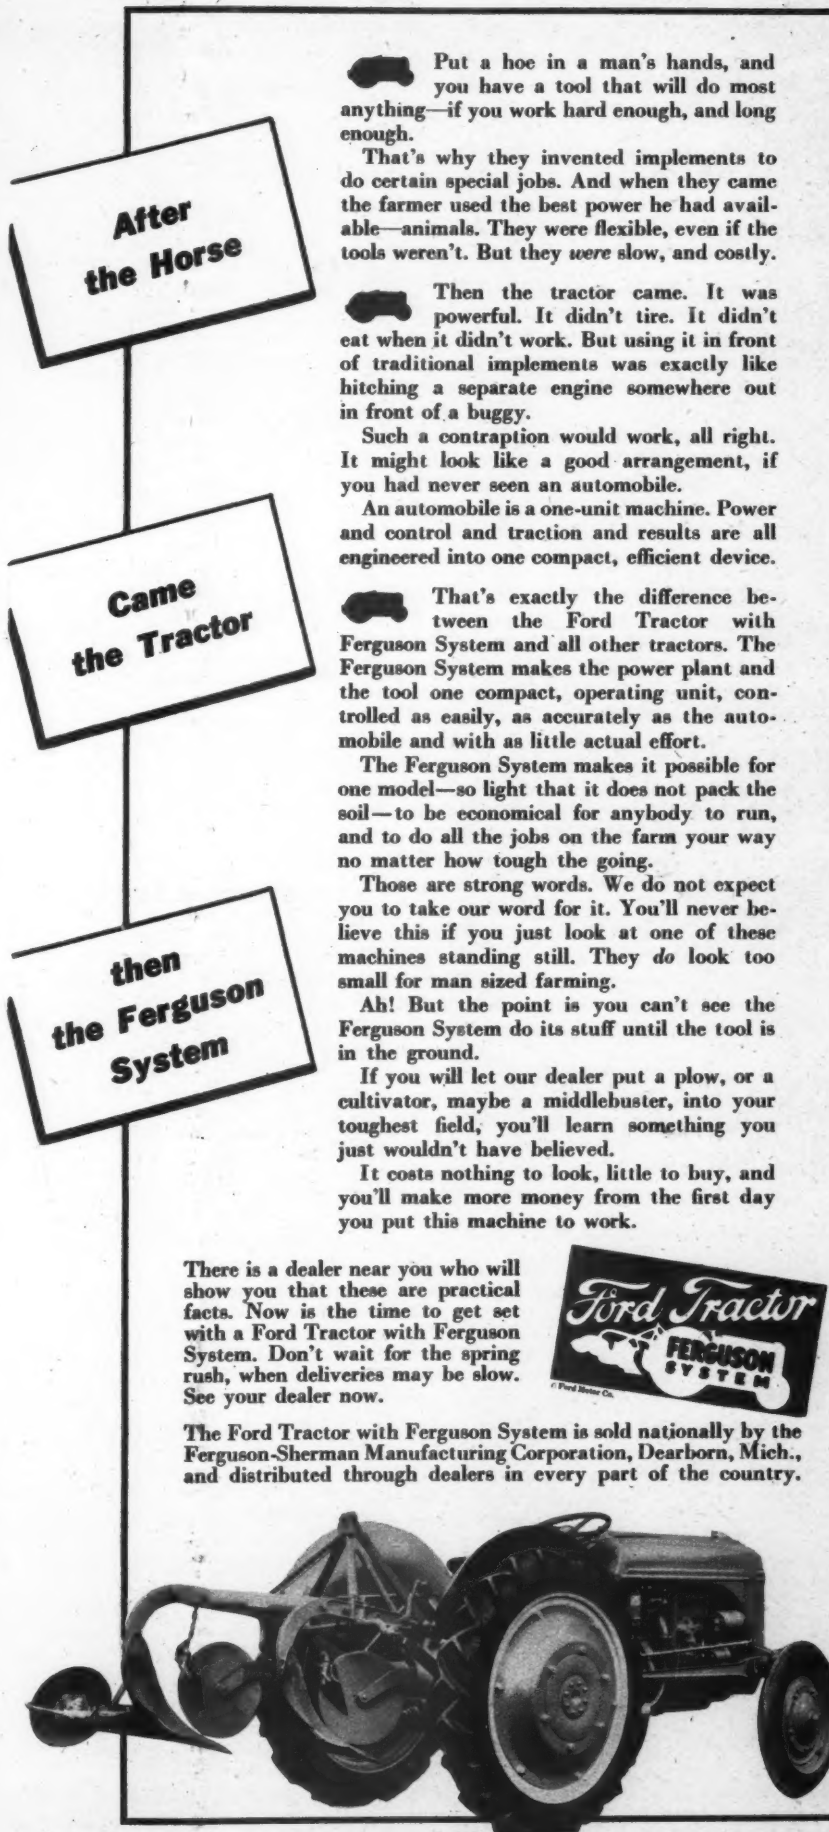 After
the Horse
Put a hoe in a man's hands, and
you have a tool that will do most
anything—if you work hard enough, and long
enough.
That's why they invented implements to
do certain special jobs. And when they came
the farmer used the best power he had avail-
able—animals. They were flexible, even if the
tools weren't. But they were slow, and costly.
Then the tractor came. It was
powerful. It didn't tire. It didn't
eat when it didn't work. But using it in front
of traditional implements was exactly like
hitching a separate engine somewhere out
in front of a buggy.
Such a contraption would work, all right.
It might look like a good arrangement, if
you had never seen an automobile.
An automobile is a one-unit machine. Power
and control and traction and results are all
engineered into one compact, efficient device.
Came
the Tractor
That's exactly the difference be-
tween the Ford Tractor with
Ferguson System and all other tractors. The
Ferguson System makes the power plant and
the tool one compact, operating unit, con-
trolled as easily, as accurately as the auto-
mobile and with as little actual effort.
The Ferguson System makes it possible for
one model—so light that it does not pack the
soil—to be economical for anybody to run,
and to do all the jobs on the farm your way
no matter how tough the going.
Those are strong words. We do not expect
you to take our word for it. You'll never be-
lieve this if you just look at one of these
machines standing still. They do look too
small for man sized farming.
then
the Ferguson
System
Ah! But the point is you can't see the
Ferguson System do its stuff until the tool is
in the ground.
If you will let our dealer put a plow, or a
cultivator, maybe a middlebuster, into your
toughest field, you'll learn something you
just wouldn't have believed.
It costs nothing to look, little to buy, and
you'll make more money from the first day
you put this machine to work.
There is a dealer near you who will
show you that these are practical
facts. Now is the time to get set
with a Ford Tractor with Ferguson
System. Don't wait for the spring
rush, when deliveries may be slow.
See your dealer now.
Ford Tractor
FERGUSON
SYSTEM
© Ford Motor Co.
The Ford Tractor with Ferguson System is sold nationally by the
Ferguson-Sherman Manufacturing Corporation, Dearborn, Mich.,
and distributed through dealers in every part of the country.